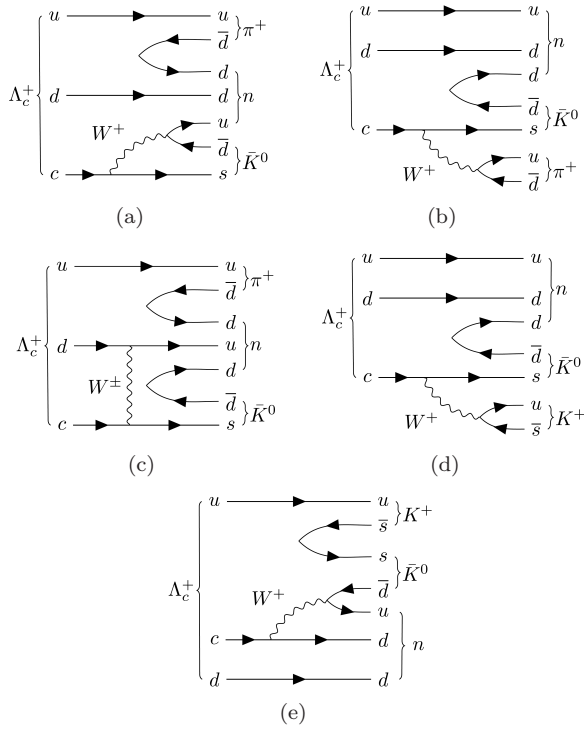 u u
d̅ } π⁺
d
Λc⁺ d d } n
W⁺ u
d̅ } K̄⁰
c s
(a)
u u
d d } n
Λc⁺ d
d̅ } K̄⁰
c s
W⁺ u
d̅ } π⁺
(b)
u u
d̅ } π⁺
d
Λc⁺ d u } n
W± d
d̅ } K̄⁰
c s
(c)
u u
d d } n
Λc⁺ d
d̅ } K̄⁰
c s
W⁺ u
s̅ } K⁺
(d)
u u
s̅ } K⁺
s
Λc⁺ W⁺ d̅ } K̄⁰
u
c d } n
d d
(e)